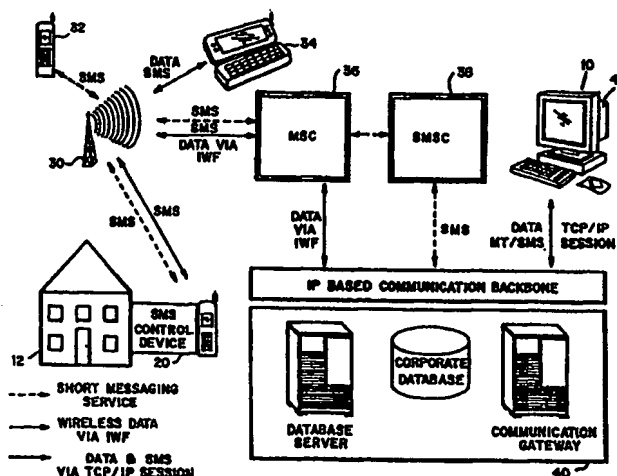 32
DATA
SMS
34
SMS
36
38
10
4
SMS
SMS
DATA VIA
IWF
MSC
SMSC
30
SMS
SMS
DATA
VIA
IWF
SMS
DATA
MT/SMS
TCP/IP
SESSION
IP BASED COMMUNICATION BACKBONE
SMS
CONTROL
DEVICE
12
20
DATABASE
SERVER
CORPORATE
DATABASE
COMMUNICATION
GATEWAY
40
SHORT MESSAGING
SERVICE
WIRELESS DATA
VIA IWF
DATA & SMS
VIA TCP/IP SESSION